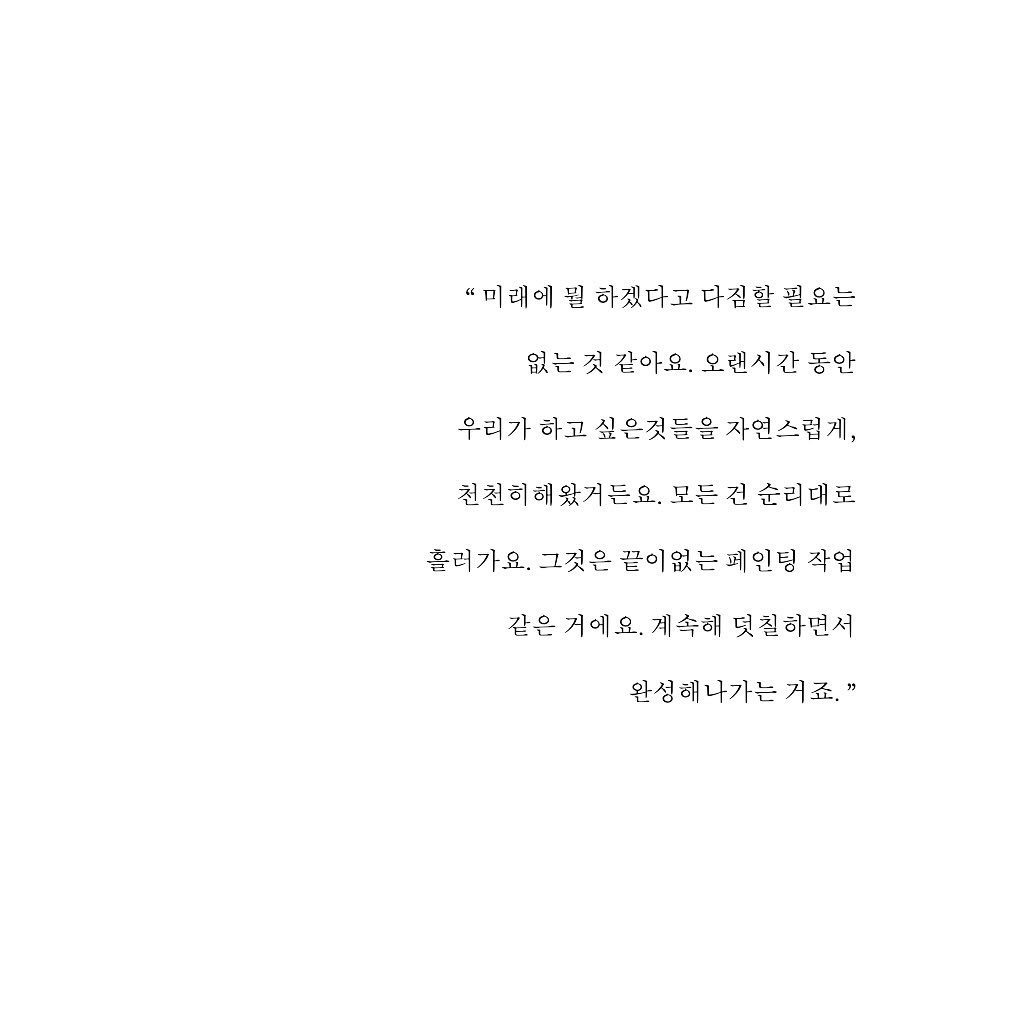 “ 미래에 뭘 하겠다고 다짐할 필요는
없는 것 같아요. 오랜시간 동안
우리가 하고 싶은것들을 자연스럽게,
천천히해왔거든요. 모든 건 순리대로
흘러가요. 그것은 끝이없는 페인팅 작업
같은 거에요. 계속해 덧칠하면서
완성해나가는 거죠. ”